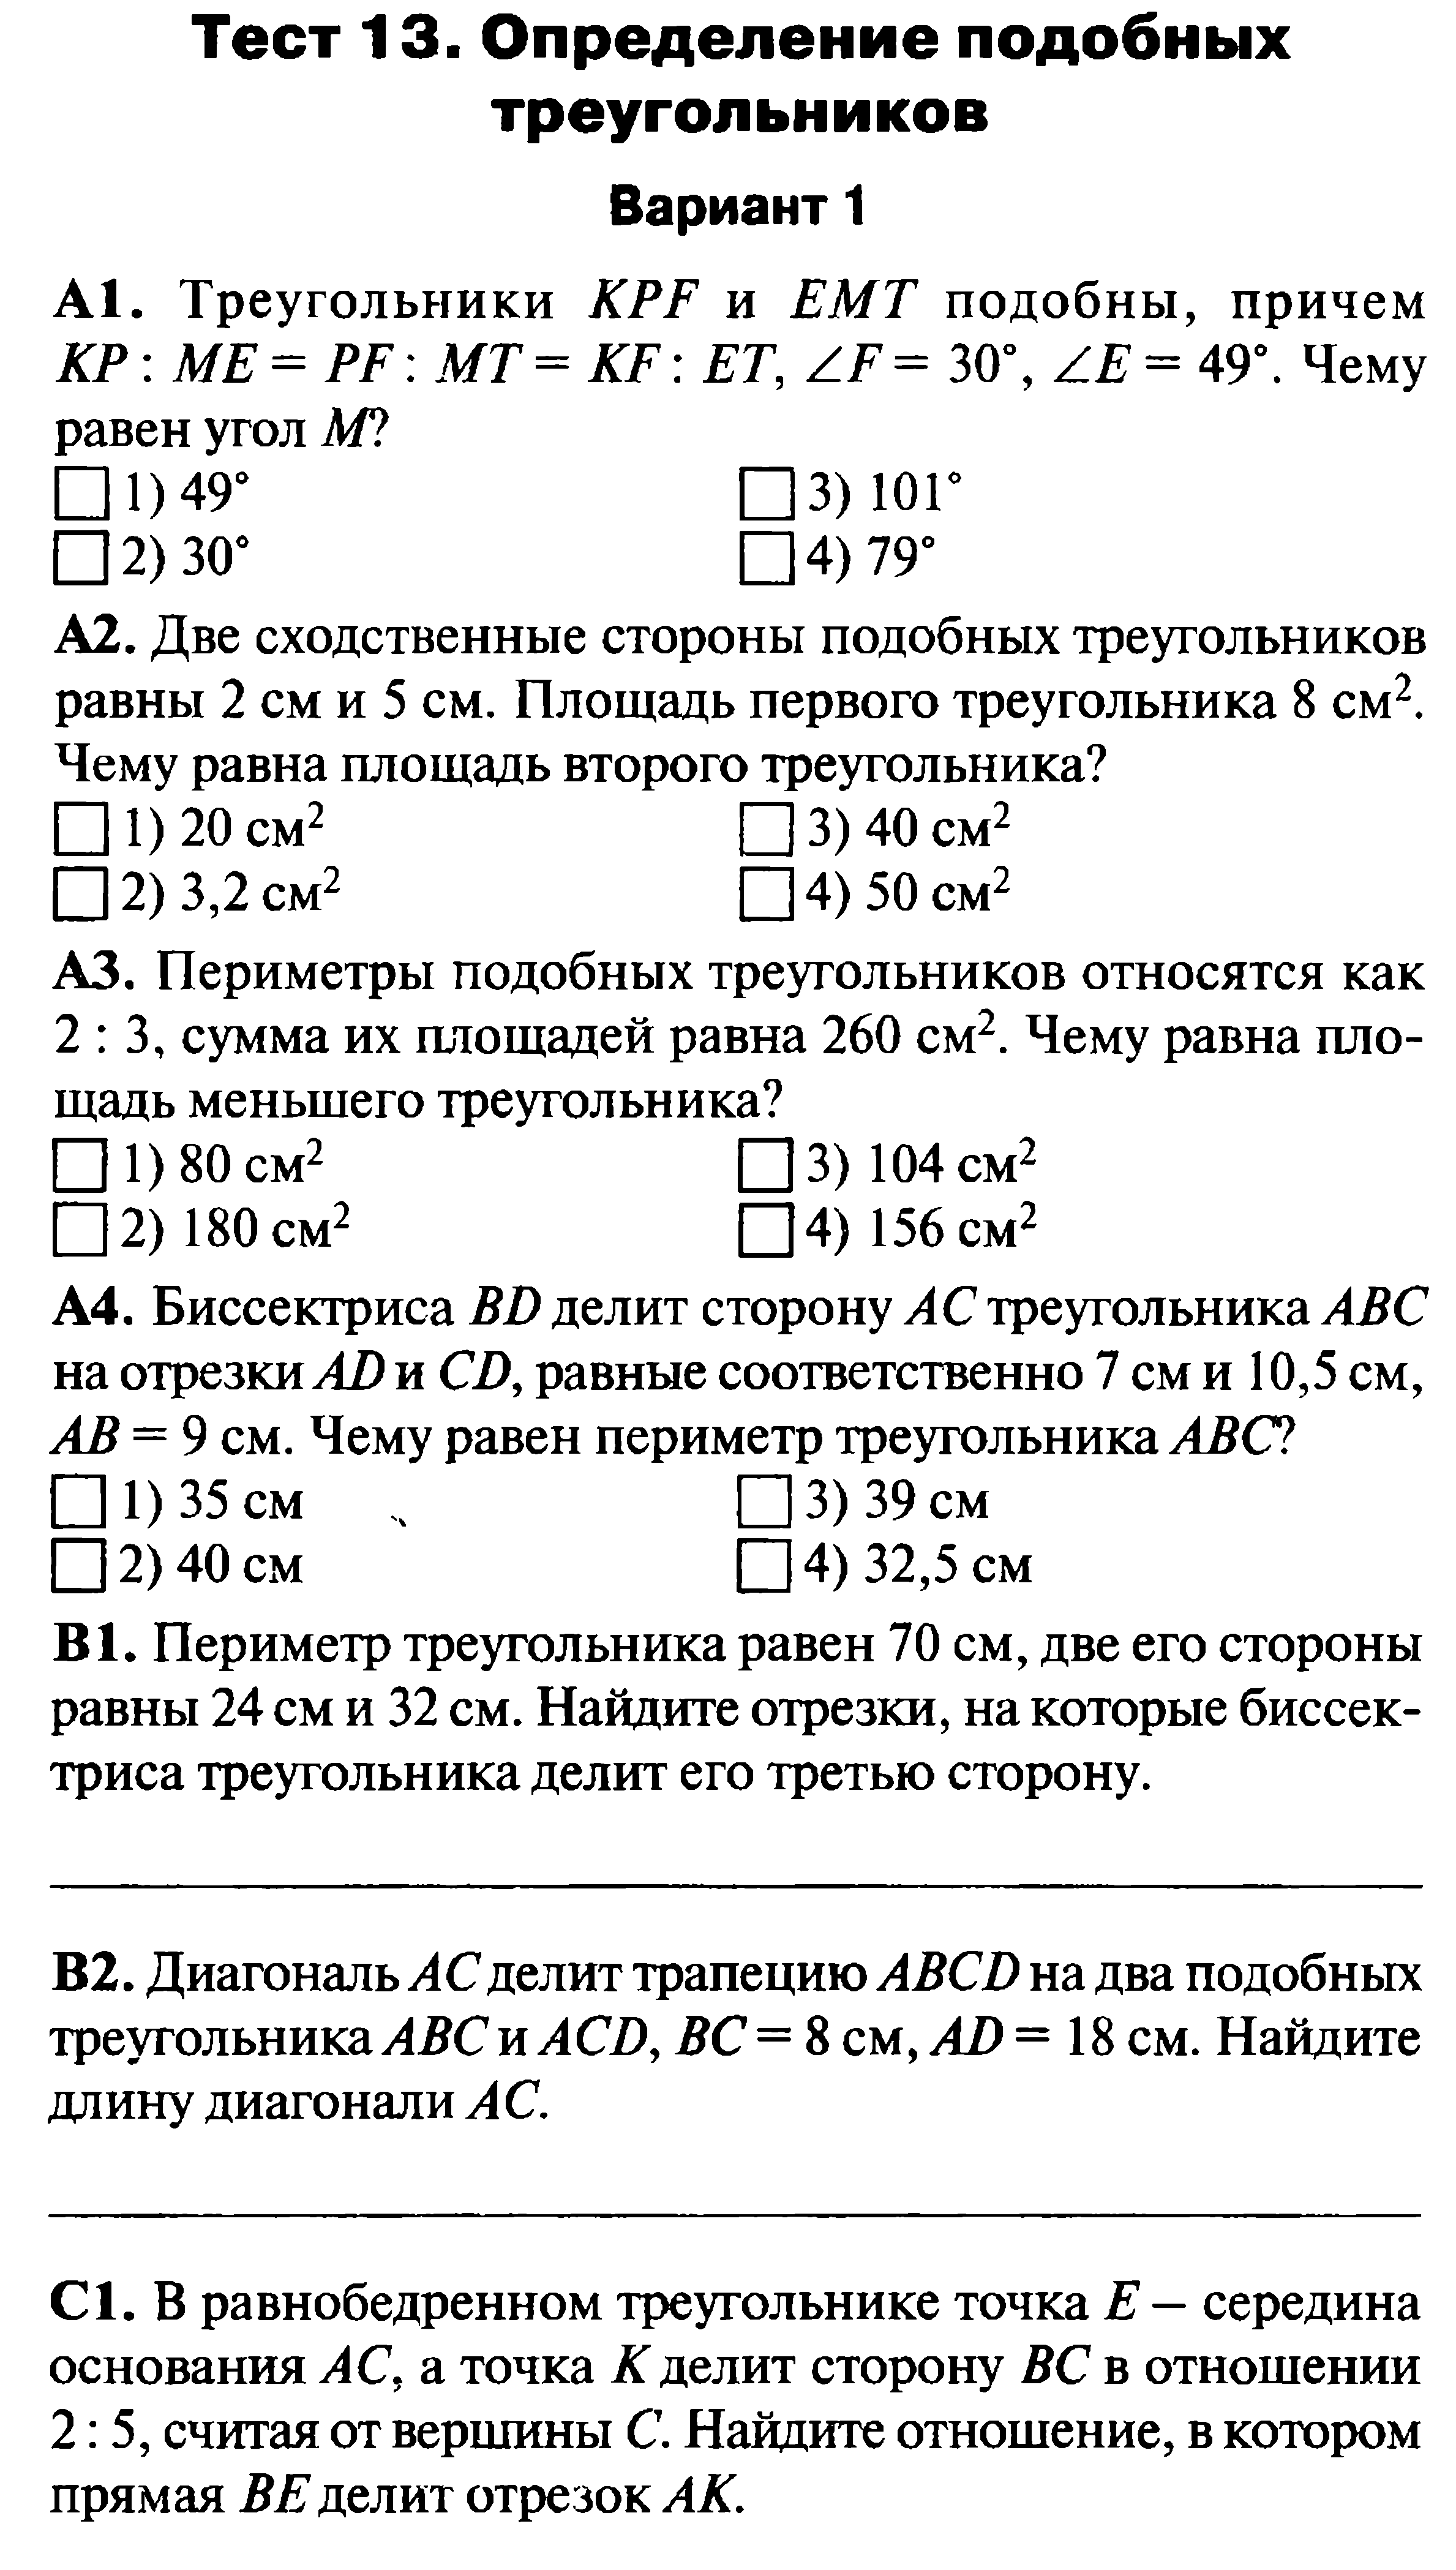 Тест 13. Определение подобных
треугольников
Вариант 1
А1. Треугольники KPF и EMT подобны, причем
KP : ME = PF : MT = KF : ET, ∠F = 30°, ∠E = 49°. Чему
равен угол M?
1) 49° 3) 101°
2) 30° 4) 79°
А2. Две сходственные стороны подобных треугольников
равны 2 см и 5 см. Площадь первого треугольника 8 см².
Чему равна площадь второго треугольника?
1) 20 см² 3) 40 см²
2) 3,2 см² 4) 50 см²
А3. Периметры подобных треугольников относятся как
2 : 3, сумма их площадей равна 260 см². Чему равна пло-
щадь меньшего треугольника?
1) 80 см² 3) 104 см²
2) 180 см² 4) 156 см²
А4. Биссектриса BD делит сторону AC треугольника ABC
на отрезки AD и CD, равные соответственно 7 см и 10,5 см,
AB = 9 см. Чему равен периметр треугольника ABC?
1) 35 см 3) 39 см
2) 40 см 4) 32,5 см
В1. Периметр треугольника равен 70 см, две его стороны
равны 24 см и 32 см. Найдите отрезки, на которые биссек-
триса треугольника делит его третью сторону.
В2. Диагональ AC делит трапецию ABCD на два подобных
треугольника ABC и ACD, BC = 8 см, AD = 18 см. Найдите
длину диагонали AC.
С1. В равнобедренном треугольнике точка E – середина
основания AC, а точка K делит сторону BC в отношении
2 : 5, считая от вершины C. Найдите отношение, в котором
прямая BE делит отрезок AK.